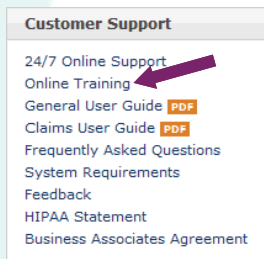 Customer Support
24/7 Online Support
Online Training
General User Guide PDF
Claims User Guide PDF
Frequently Asked Questions
System Requirements
Feedback
HIPAA Statement
Business Associates Agreement